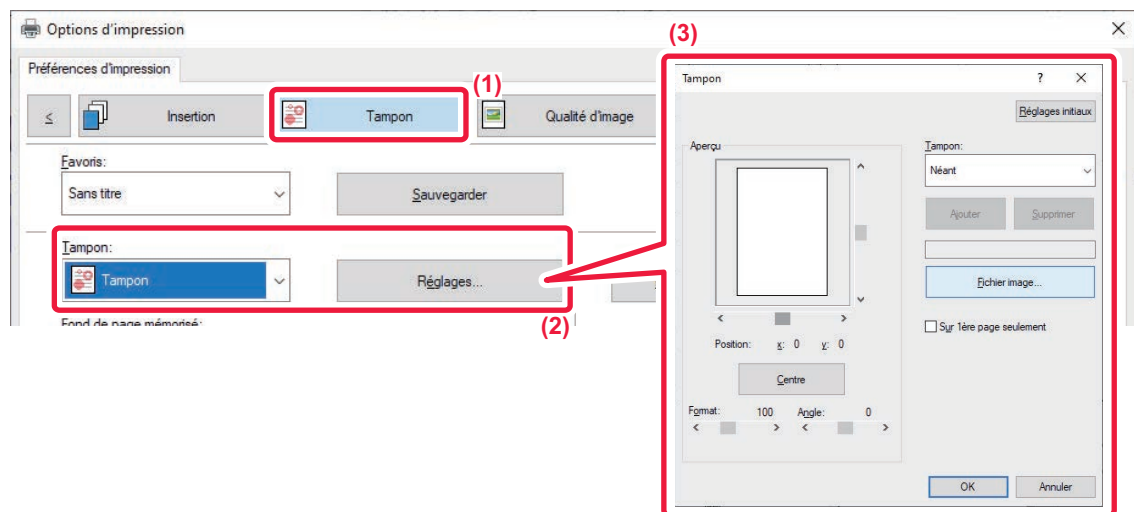 Options d'impression
(3)
Préférences d'impression
(1)
≤ Insertion Tampon Qualité d'image
Favoris:
Sans titre Sauvegarder
Tampon:
Tampon Réglages...
(2)
Fond de page mémorisé:
Tampon ? ×
Réglages initiaux
Aperçu
Tampon:
Néant
Ajouter Supprimer
Fichier image...
Sur 1ère page seulement
Position: x: 0 y: 0
Centre
Format: 100 Angle: 0
OK Annuler